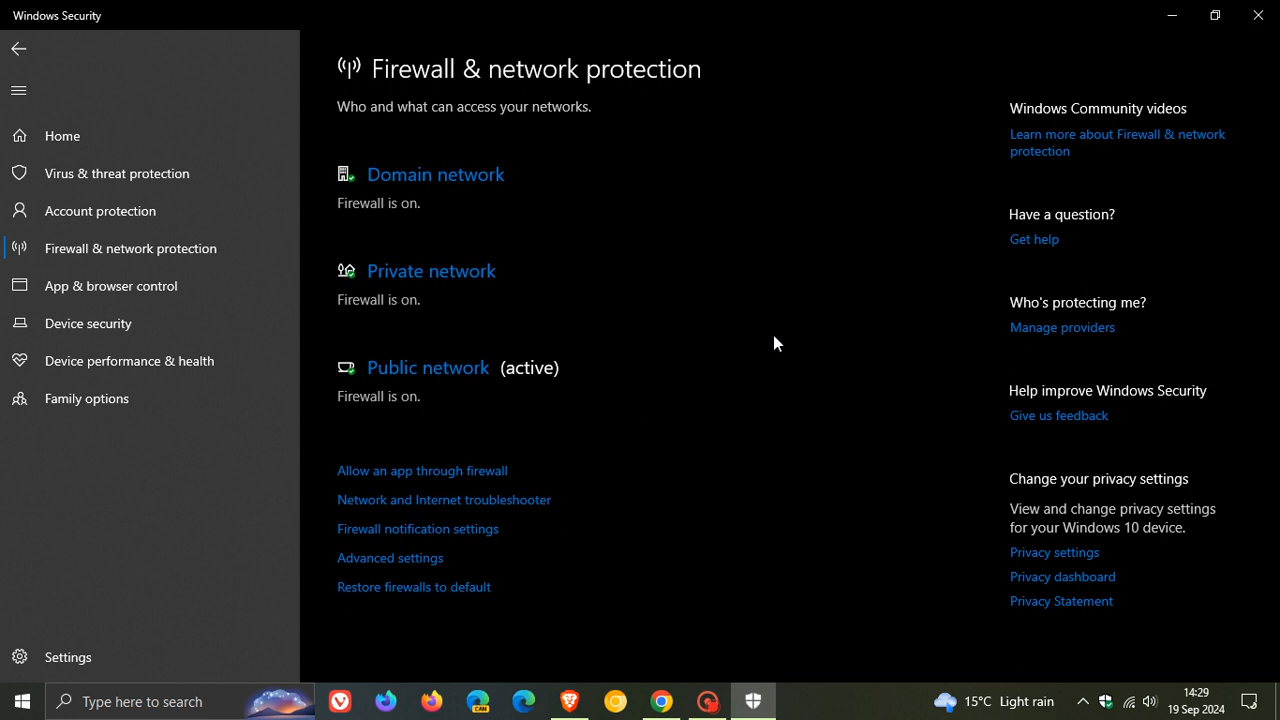 Windows Security
Home
Virus & threat protection
Account protection
Firewall & network protection
App & browser control
Device security
Device performance & health
Family options
Settings
Firewall & network protection
Who and what can access your networks.
Domain network
Firewall is on.
Private network
Firewall is on.
Public network (active)
Firewall is on.
Allow an app through firewall
Network and Internet troubleshooter
Firewall notification settings
Advanced settings
Restore firewalls to default
Windows Community videos
Learn more about Firewall & network
protection
Have a question?
Get help
Who's protecting me?
Manage providers
Help improve Windows Security
Give us feedback
Change your privacy settings
View and change privacy settings
for your Windows 10 device.
Privacy settings
Privacy dashboard
Privacy Statement
Type here to search
CAN
15°C Light rain
14:29
19 Sep 2024